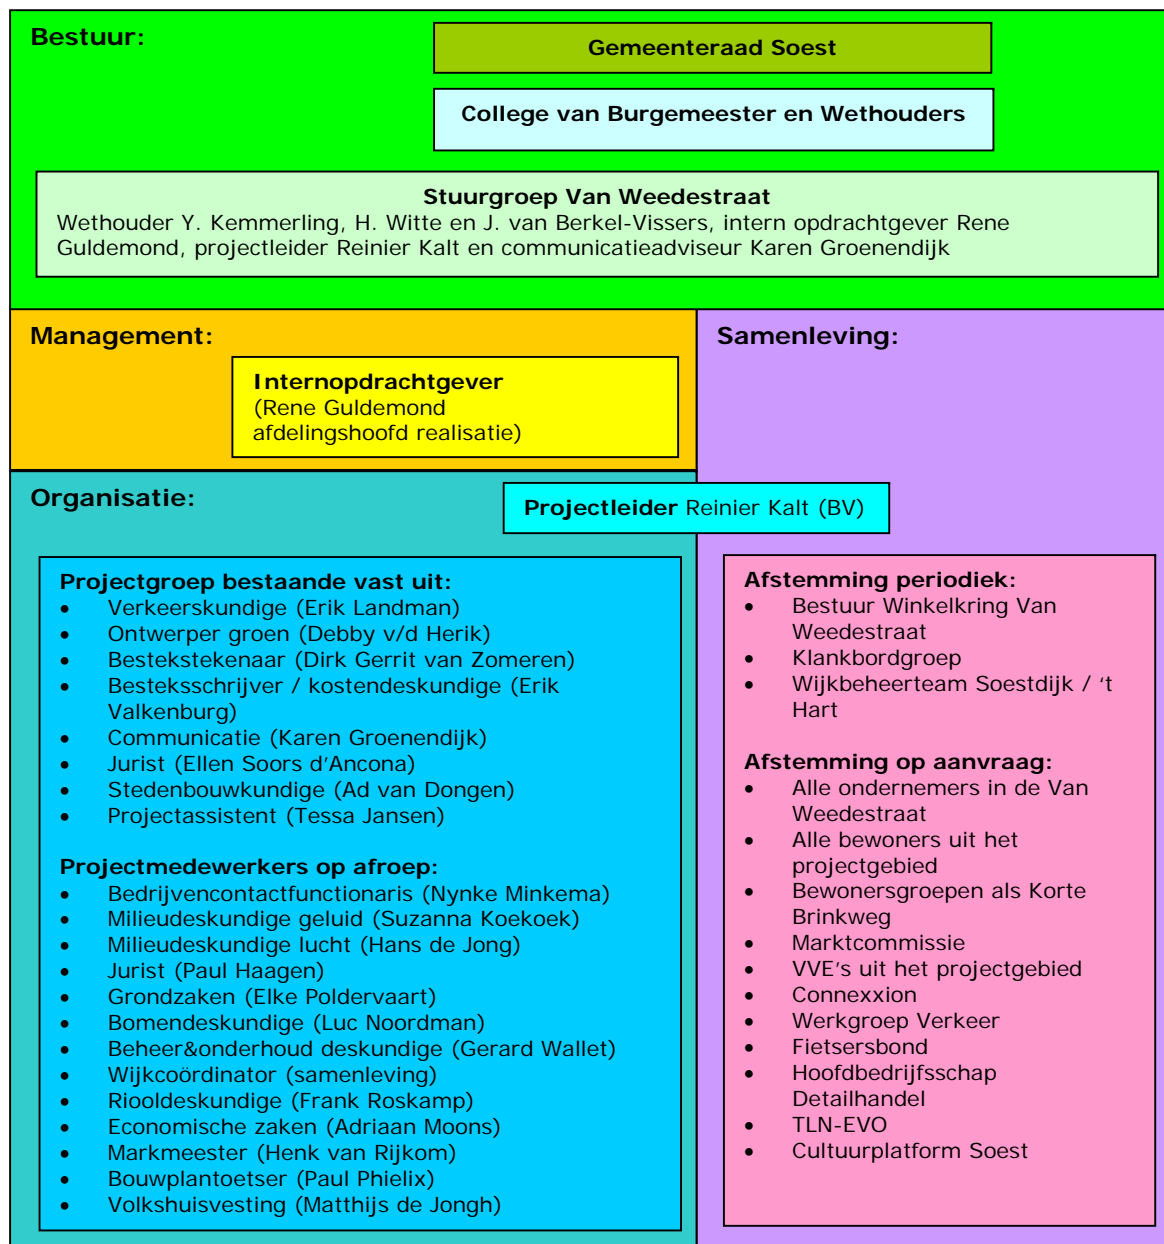 Bestuur:
Gemeenteraad Soest
College van Burgemeester en Wethouders
Stuurgroep Van Weedestraat
Wethouder Y. Kemmerling, H. Witte en J. van Berkel-Vissers, intern opdrachtgever Rene
Guldemond, projectleider Reinier Kalt en communicatieadviseur Karen Groenendijk
Management:
Internopdrachtgever
(Rene Guldemond
afdelingshoofd realisatie)
Samenleving:
Organisatie:
Projectleider Reinier Kalt (BV)
Projectgroep bestaande vast uit:
• Verkeerskundige (Erik Landman)
• Ontwerper groen (Debby v/d Herik)
• Bestekstekenaar (Dirk Gerrit van Zomeren)
• Besteksschrijver / kostendeskundige (Erik
Valkenburg)
• Communicatie (Karen Groenendijk)
• Jurist (Ellen Soors d'Ancona)
• Stedenbouwkundige (Ad van Dongen)
• Projectassistent (Tessa Jansen)
Projectmedewerkers op afroep:
• Bedrijvencontactfunctionaris (Nynke Minkema)
• Milieudeskundige geluid (Suzanna Koekoek)
• Milieudeskundige lucht (Hans de Jong)
• Jurist (Paul Haagen)
• Grondzaken (Elke Poldervaart)
• Bomendeskundige (Luc Noordman)
• Beheer&onderhoud deskundige (Gerard Wallet)
• Wijkcoördinator (samenleving)
• Riooldeskundige (Frank Roskamp)
• Economische zaken (Adriaan Moons)
• Markmeester (Henk van Rijkom)
• Bouwplantoetser (Paul Phielix)
• Volkshuisvesting (Matthijs de Jongh)
Afstemming periodiek:
• Bestuur Winkelkring Van
Weedestraat
• Klankbordgroep
• Wijkbeheerteam Soestdijk / 't
Hart
Afstemming op aanvraag:
• Alle ondernemers in de Van
Weedestraat
• Alle bewoners uit het
projectgebied
• Bewonersgroepen als Korte
Brinkweg
• Marktcommissie
• VVE's uit het projectgebied
• Connexxion
• Werkgroep Verkeer
• Fietsersbond
• Hoofdbedrijfsschap
Detailhandel
• TLN-EVO
• Cultuurplatform Soest